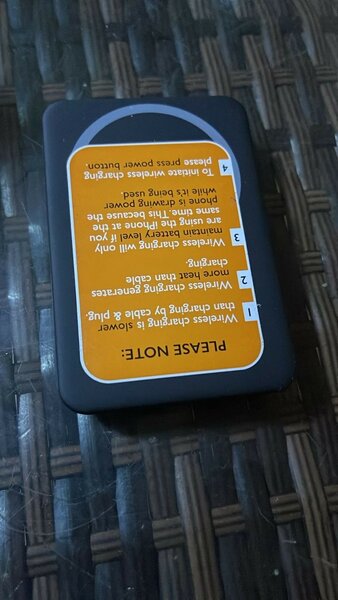 PLEASE NOTE:
1 Wireless charging is slower
than charging by cable & plug.
2 Wireless charging generates
more heat than cable
charging.
3 Wireless charging will only
maintain battery level if you
are using the iPhone at the
same time. This because the
phone is drawing power
while it's being used.
4 To initiate wireless charging
please press power button.